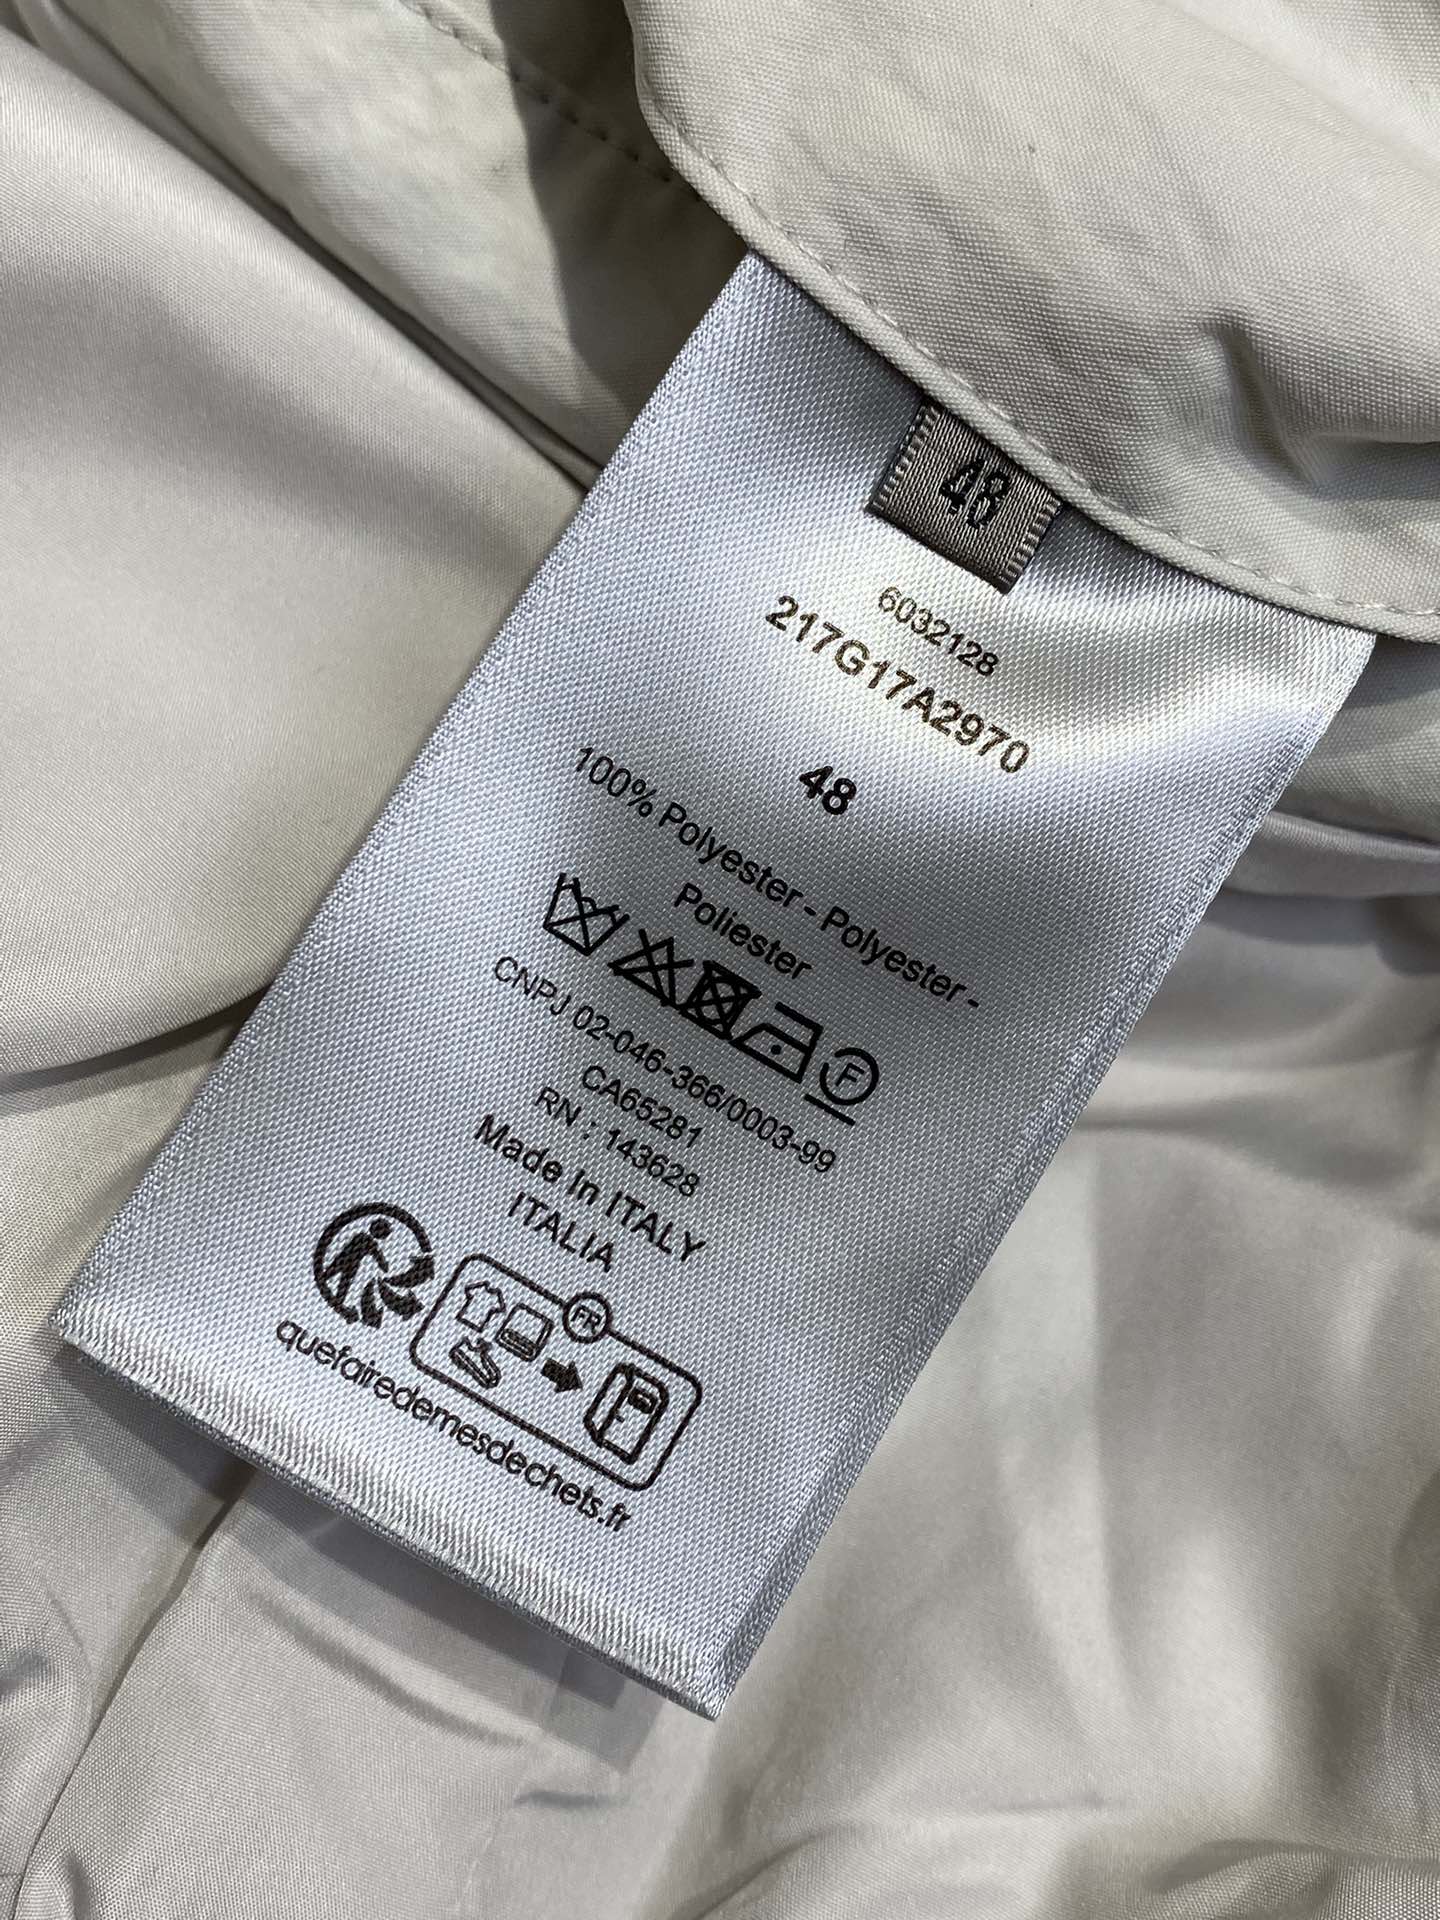 48
6032128
217G17A2970
48
100% Polyester - Polyester -
Poliester
F
CNPJ 02-046-366/0003-99
CA65281
RN : 143628
Made In ITALY
ITALIA
FR
quefairedemesdechets.fr